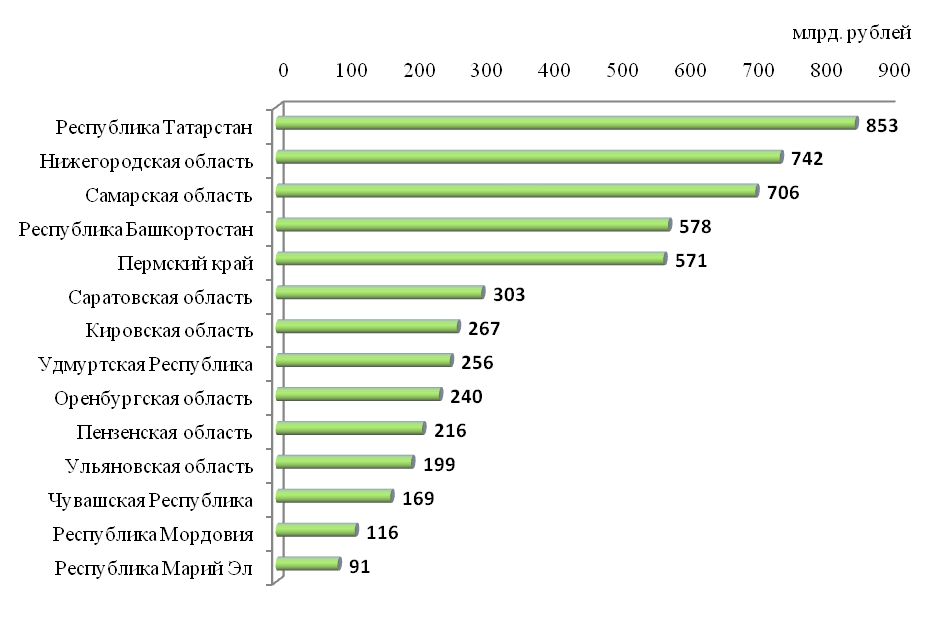 млрд. рублей
0 100 200 300 400 500 600 700 800 900
Республика Татарстан 853
Нижегородская область 742
Самарская область 706
Республика Башкортостан 578
Пермский край 571
Саратовская область 303
Кировская область 267
Удмуртская Республика 256
Оренбургская область 240
Пензенская область 216
Ульяновская область 199
Чувашская Республика 169
Республика Мордовия 116
Республика Марий Эл 91